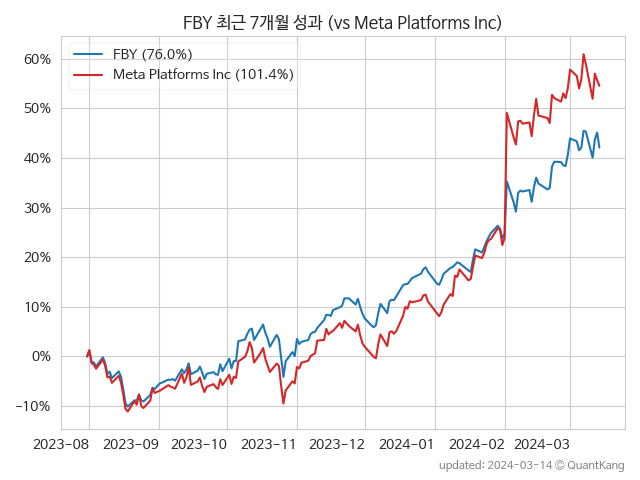 FBY 최근 7개월 성과 (vs Meta Platforms Inc)
FBY (76.0%)
Meta Platforms Inc (101.4%)
60%
50%
40%
30%
20%
10%
0%
−10%
2023−08 2023−09 2023−10 2023−11 2023−12 2024−01 2024−02 2024−03
updated: 2024−03−14 © QuantKang